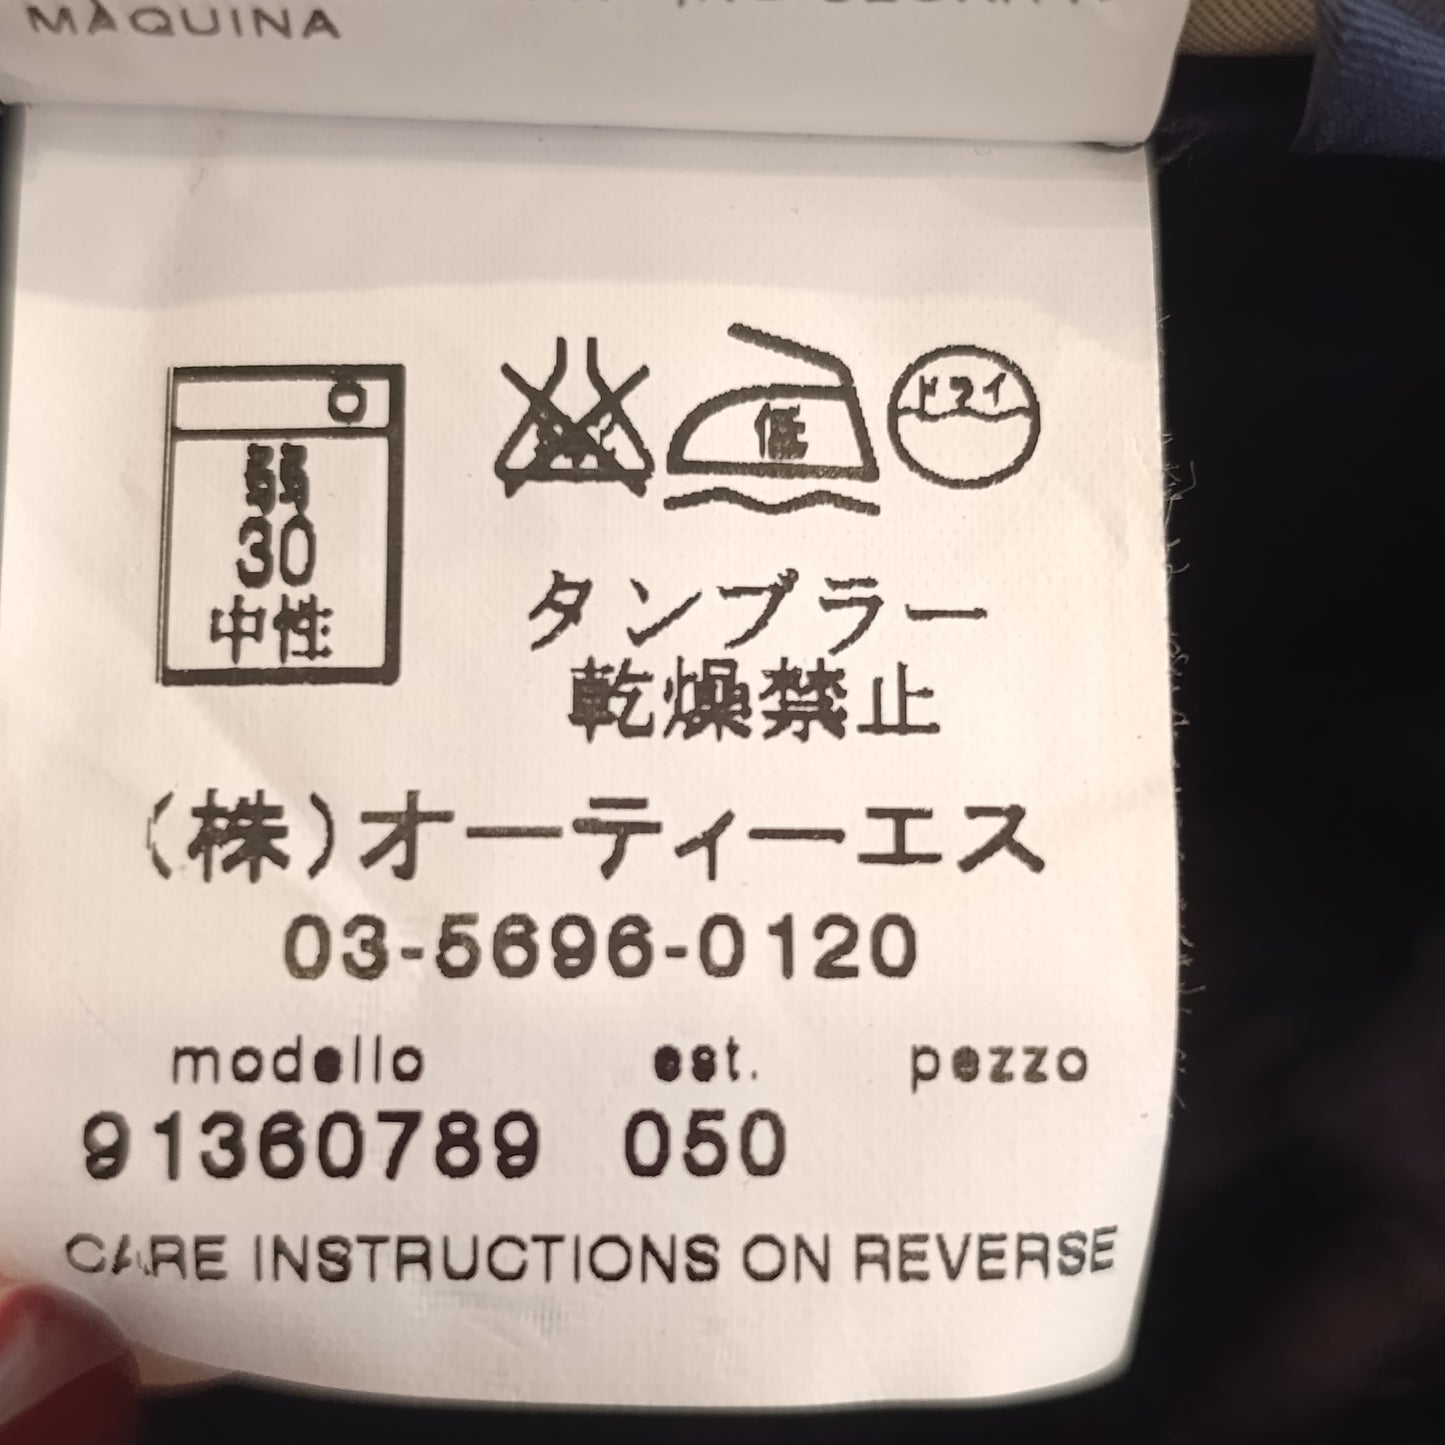 MÀQUINA
弱
30
中性
低
ドライ
タンブラー
乾燥禁止
(株)オーティーエス
03-5696-0120
modello est. pezzo
91360789 050
CARE INSTRUCTIONS ON REVERSE